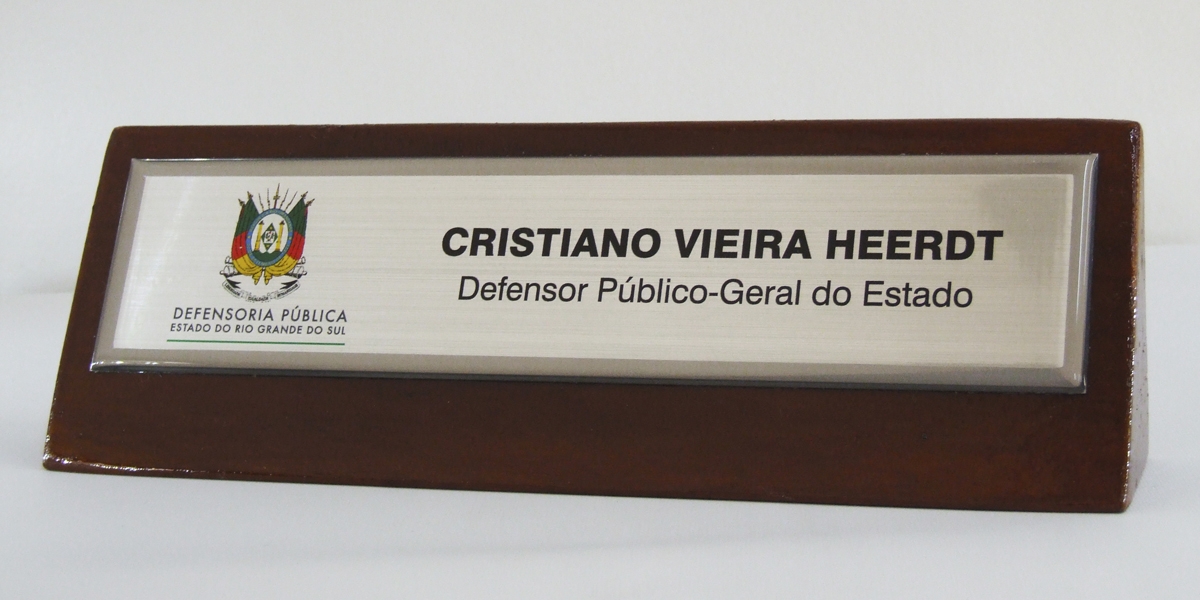 CRISTIANO VIEIRA HEERDT
Defensor Público-Geral do Estado
DEFENSORIA PÚBLICA
ESTADO DO RIO GRANDE DO SUL